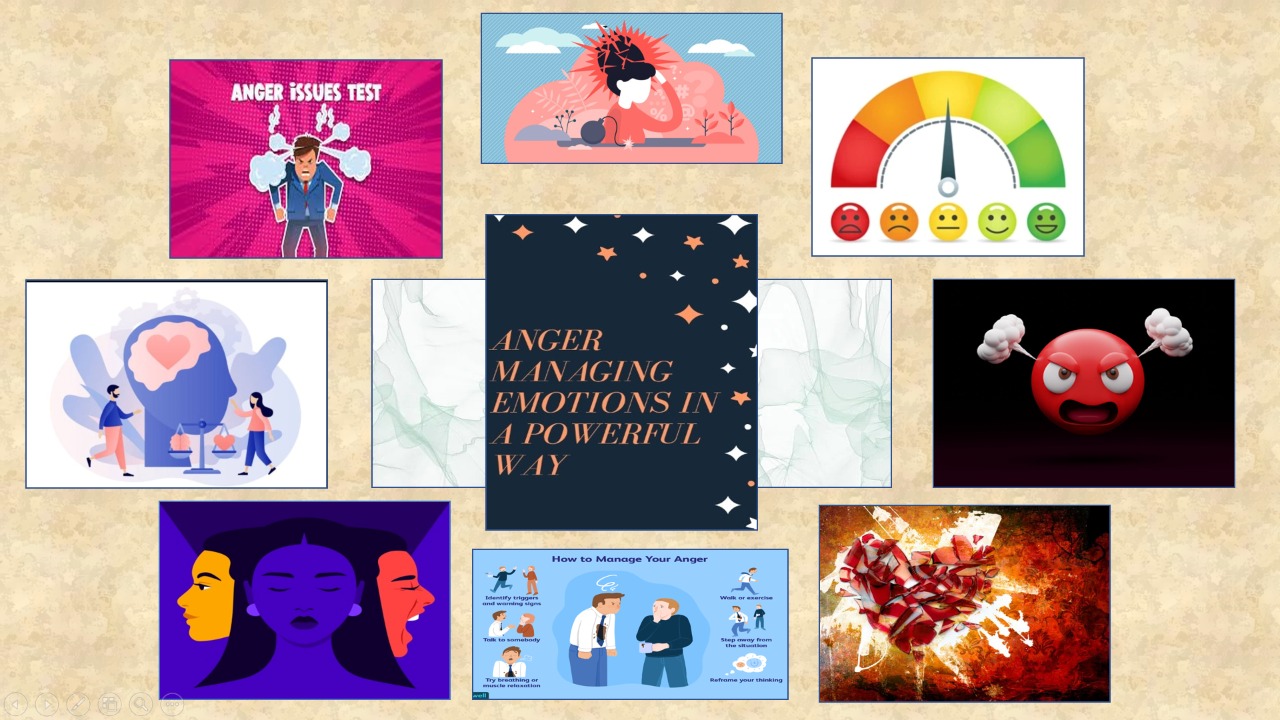 ANGER ISSUES TEST
ANGER
MANAGING
EMOTIONS IN
A POWERFUL
WAY
How to Manage Your Anger
Identify triggers
and warning signs
Talk to somebody
Try breathing or
muscle relaxation
Walk or exercise
Step away from
the situation
Reframe your thinking
well